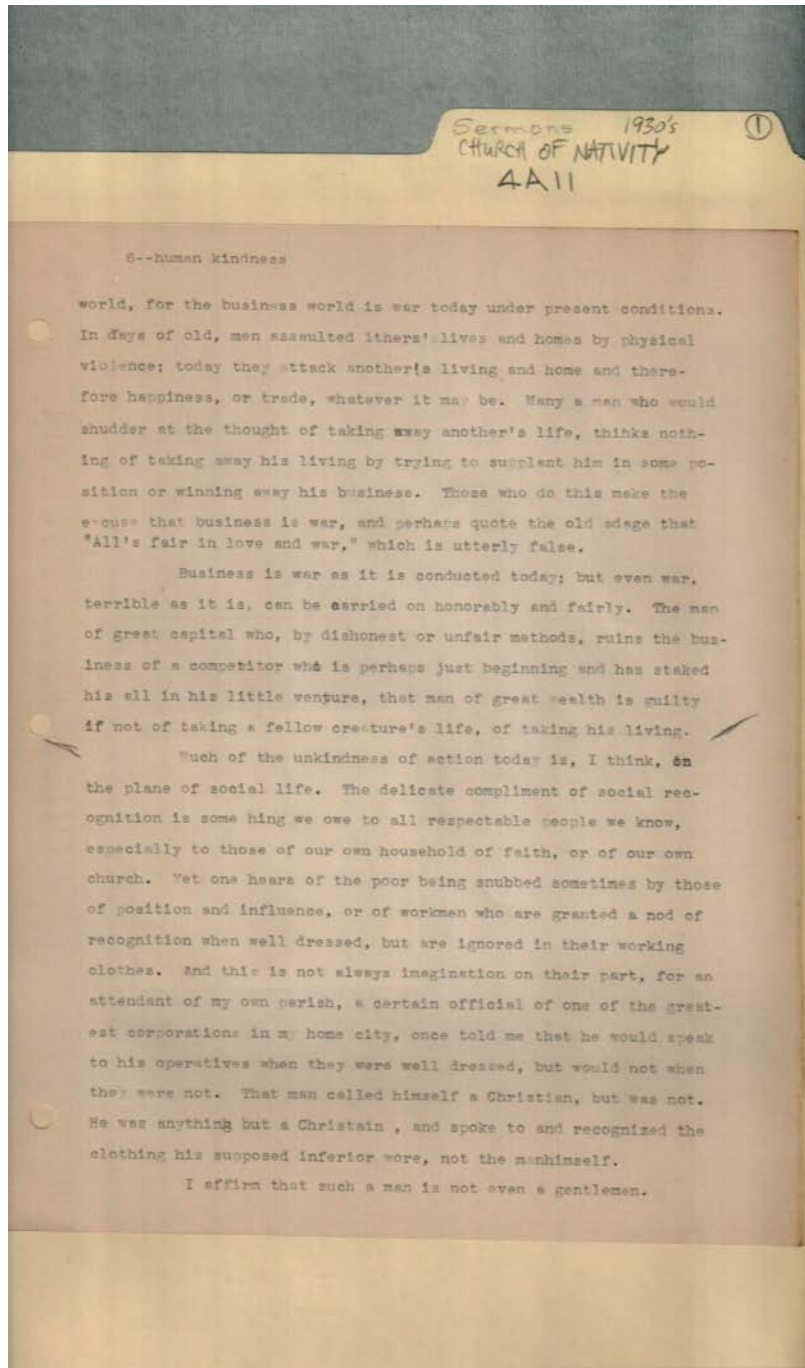 Sermons 1930's ①
CHURCH OF NATIVITY
4A11
6--human kindness
world, for the business world is war today under present conditions.
In days of old, men assaulted ithers' lives and homes by physical
violence; today they attack another's living and home and there-
fore happiness, or trade, whatever it may be. Many a man who would
shudder at the thought of taking away another's life, thinks noth-
ing of taking away his living by trying to supplant him in some po-
sition or winning away his business. Those who do this make the
excuse that business is war, and perhaps quote the old adage that
"All's fair in love and war," which is utterly false.
Business is war as it is conducted today; but even war,
terrible as it is, can be carried on honorably and fairly. The man
of great capital who, by dishonest or unfair methods, ruins the bus-
iness of a competitor who is perhaps just beginning and has staked
his all in his little venture, that man of great wealth is guilty
if not of taking a fellow creature's life, of taking his living.
Much of the unkindness of action today is, I think, on
the plane of social life. The delicate compliment of social rec-
ognition is some hing we owe to all respectable people we know,
especially to those of our own household of faith, or of our own
church. Yet one hears of the poor being snubbed sometimes by those
of position and influence, or of workmen who are granted a nod of
recognition when well dressed, but are ignored in their working
clothes. And this is not always imagination on their part, for an
attendant of my own parish, a certain official of one of the great-
est corporations in my home city, once told me that he would speak
to his operatives when they were well dressed, but would not when
they were not. That man called himself a Christian, but was not.
He was anything but a Christain , and spoke to and recognized the
clothing his supposed inferior wore, not the manhimself.
I affirm that such a man is not even a gentlemen.